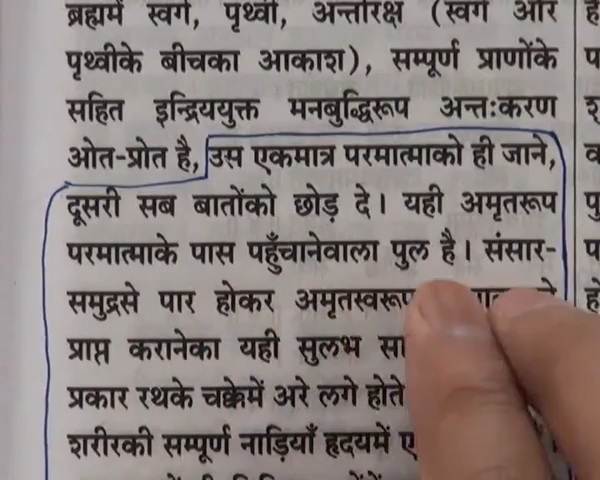 ब्रह्ममें स्वर्ग, पृथ्वी, अन्तरिक्ष (स्वर्ग और
पृथ्वीके बीचका आकाश), सम्पूर्ण प्राणोंके
सहित इन्द्रिययुक्त मनबुद्धिरूप अन्तःकरण
ओत-प्रोत है, उस एकमात्र परमात्माको ही जाने,
दूसरी सब बातोंको छोड़ दे। यही अमृतरूप
परमात्माके पास पहुँचानेवाला पुल है। संसार-
समुद्रसे पार होकर अमृतस्वरूप
प्राप्त करानेका यही सुलभ
प्रकार रथके चक्केमें अरे लगे होते
शरीरकी सम्पूर्ण नाड़ियाँ हृदयमें